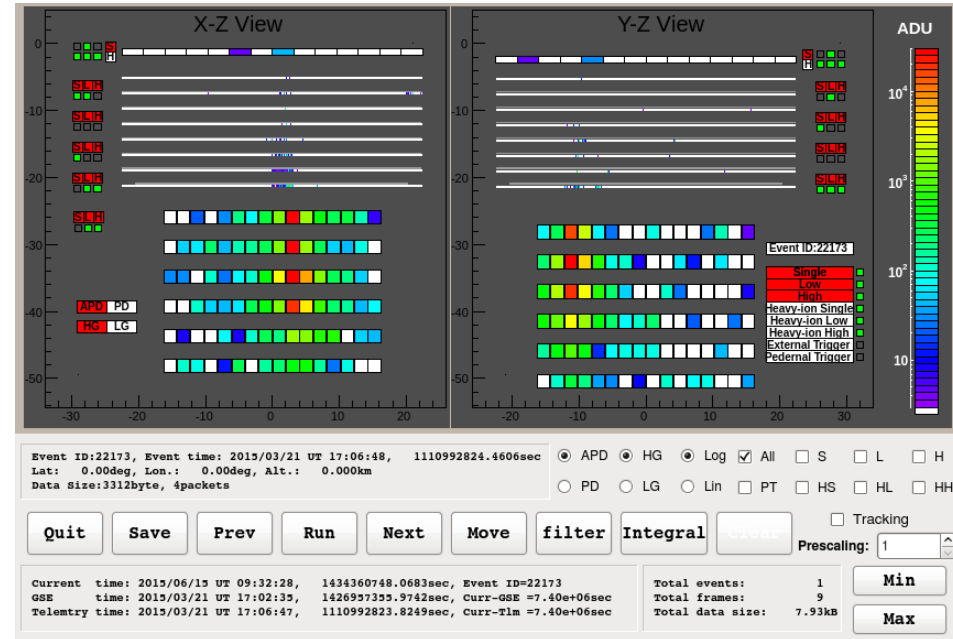 X-Z View
Y-Z View
ADU
S
H
S L H
S L H
S L H
S L H
S L H
APD PD
HG LG
0
-10
-20
-30
-40
-50
-30 -20 -10 0 10 20
S
H
S L H
S L H
S L H
S L H
0
-10
-20
-30
-40
-50
-20 -10 0 10 20 30
Event ID:22173
Single
Low
High
Heavy-ion Single
Heavy-ion Low
Heavy-ion High
External Trigger
Pedernal Trigger
10⁴
10³
10²
10
Event ID:22173, Event time: 2015/03/21 UT 17:06:48, 1110992824.4606sec
Lat: 0.00deg, Lon.: 0.00deg, Alt.: 0.000km
Data Size:3312byte, 4packets
APD HG Log All S L H
PD LG Lin PT HS HL HH
Quit Save Prev Run Next Move filter Integral Clear
Tracking
Prescaling: 1
Current time: 2015/06/15 UT 09:32:28, 1434360748.0683sec, Event ID=22173
GSE time: 2015/03/21 UT 17:02:35, 1426957355.9742sec, Curr-GSE =7.40e+06sec
Telemtry time: 2015/03/21 UT 17:06:47, 1110992823.8249sec, Curr-Tlm =7.40e+06sec
Total events: 1
Total frames: 9
Total data size: 7.93kB
Min
Max